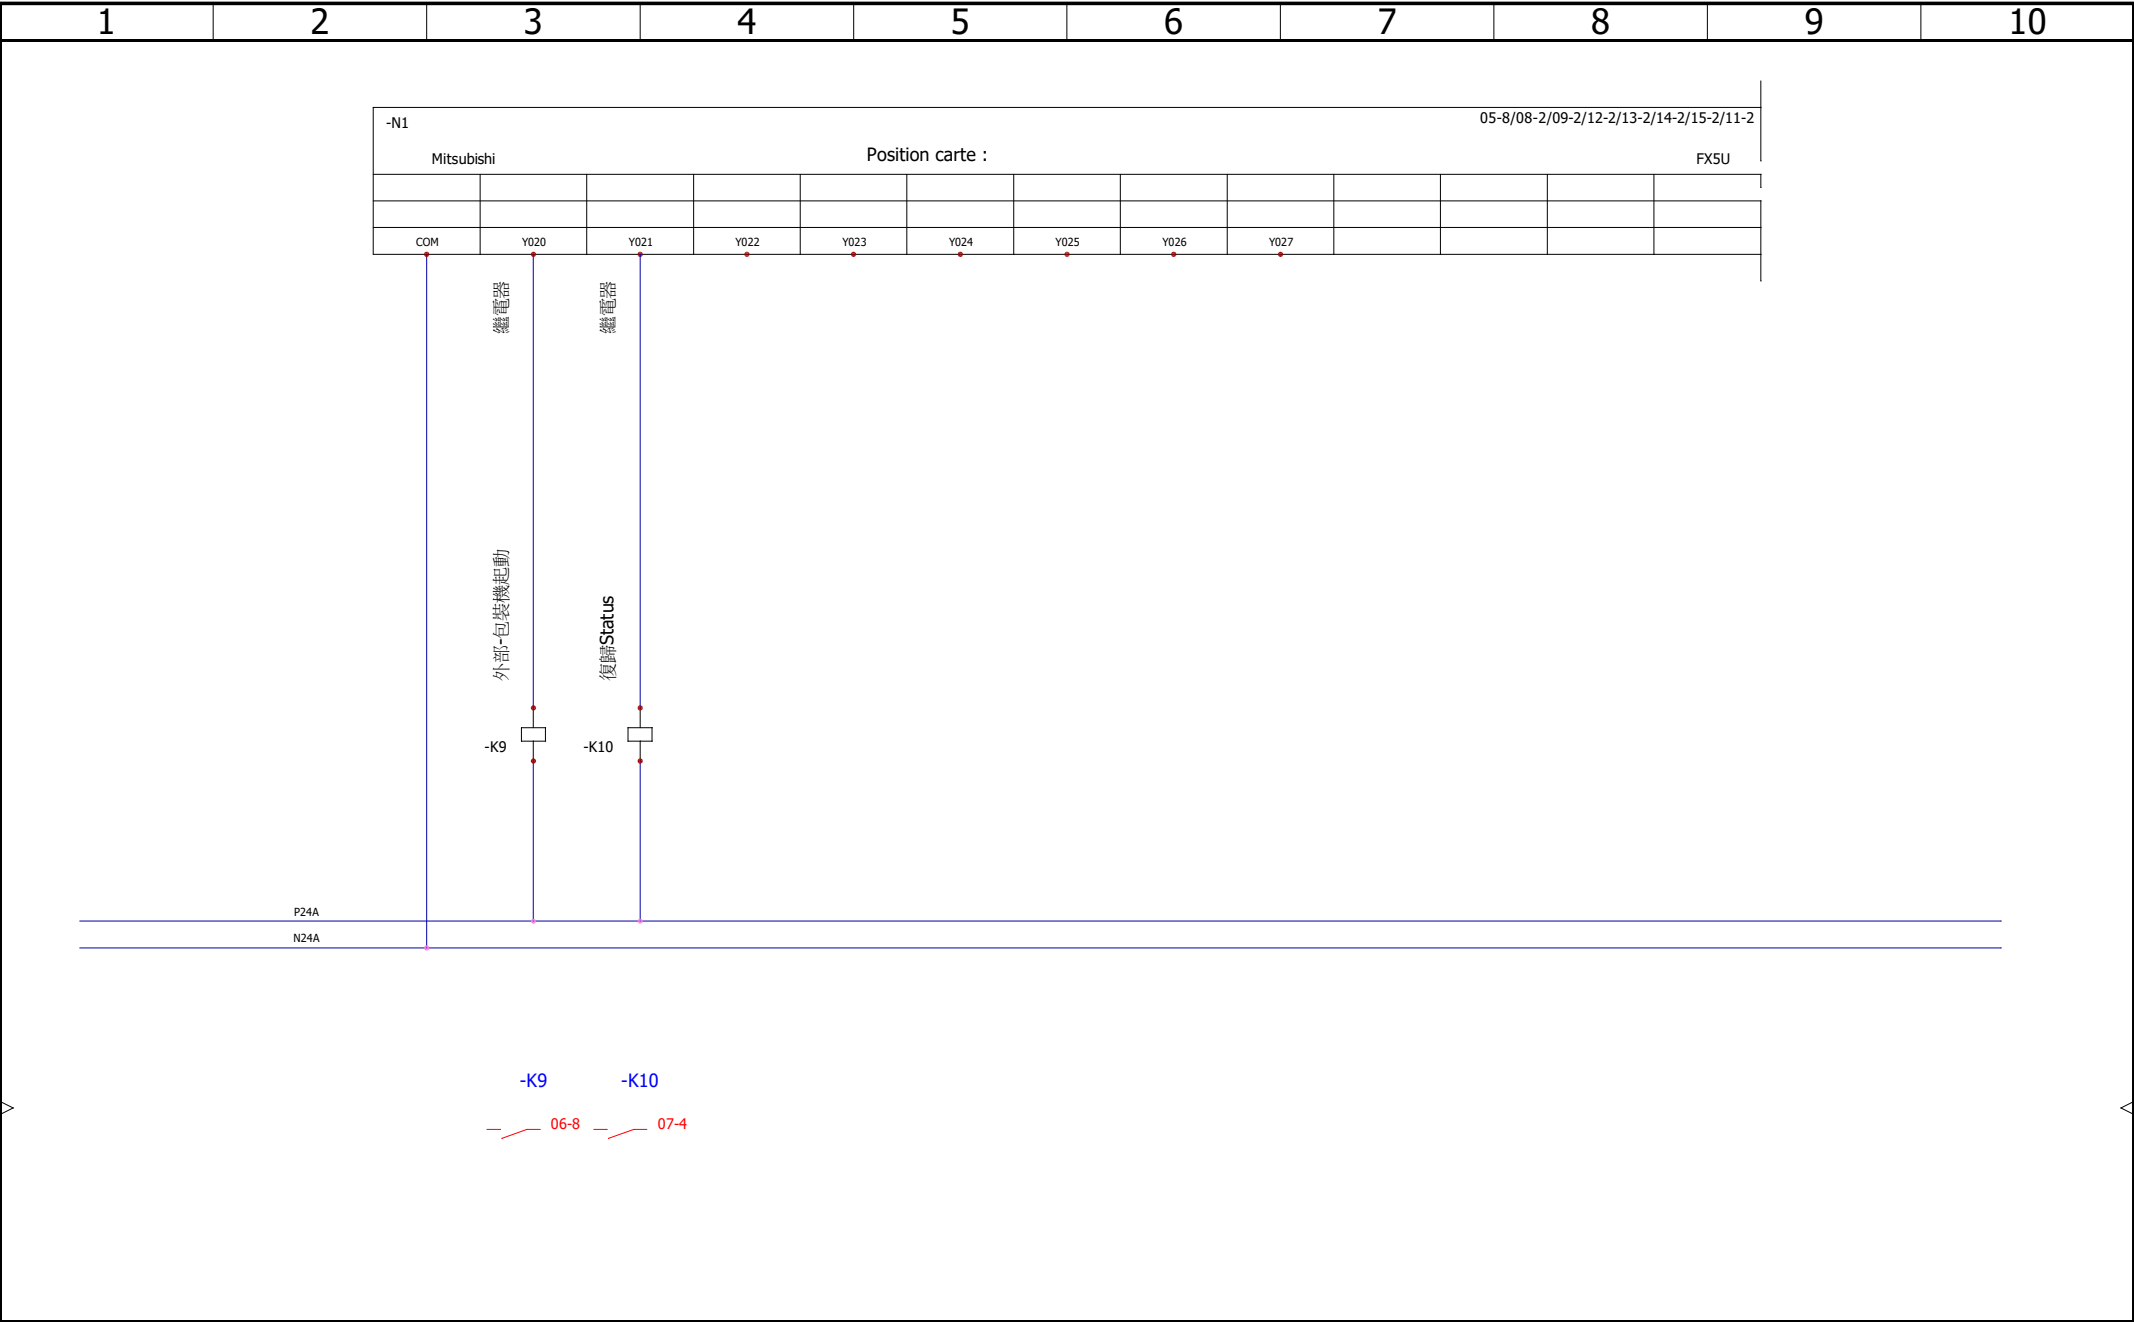 1 2 3 4 5 6 7 8 9 10
-N1 05-8/08-2/09-2/12-2/13-2/14-2/15-2/11-2
Mitsubishi Position carte : FX5U
COM Y020 Y021 Y022 Y023 Y024 Y025 Y026 Y027
繼電器
繼電器
外部-包裝機起動
復歸Status
-K9 -K10
P24A
N24A
-K9 -K10
06-8 07-4